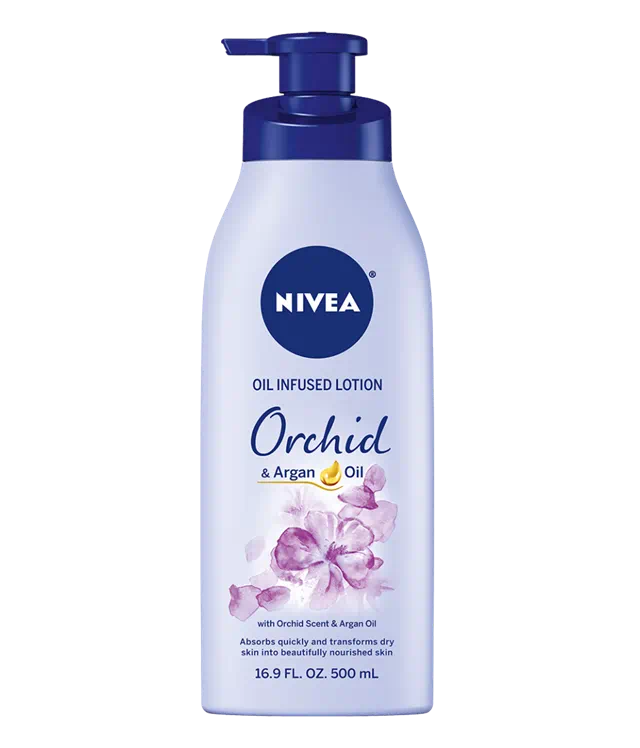 NIVEA®
OIL INFUSED LOTION
Orchid
& Argan Oil
with Orchid Scent & Argan Oil
Absorbs quickly and transforms dry
skin into beautifully nourished skin
16.9 FL. OZ. 500 mL